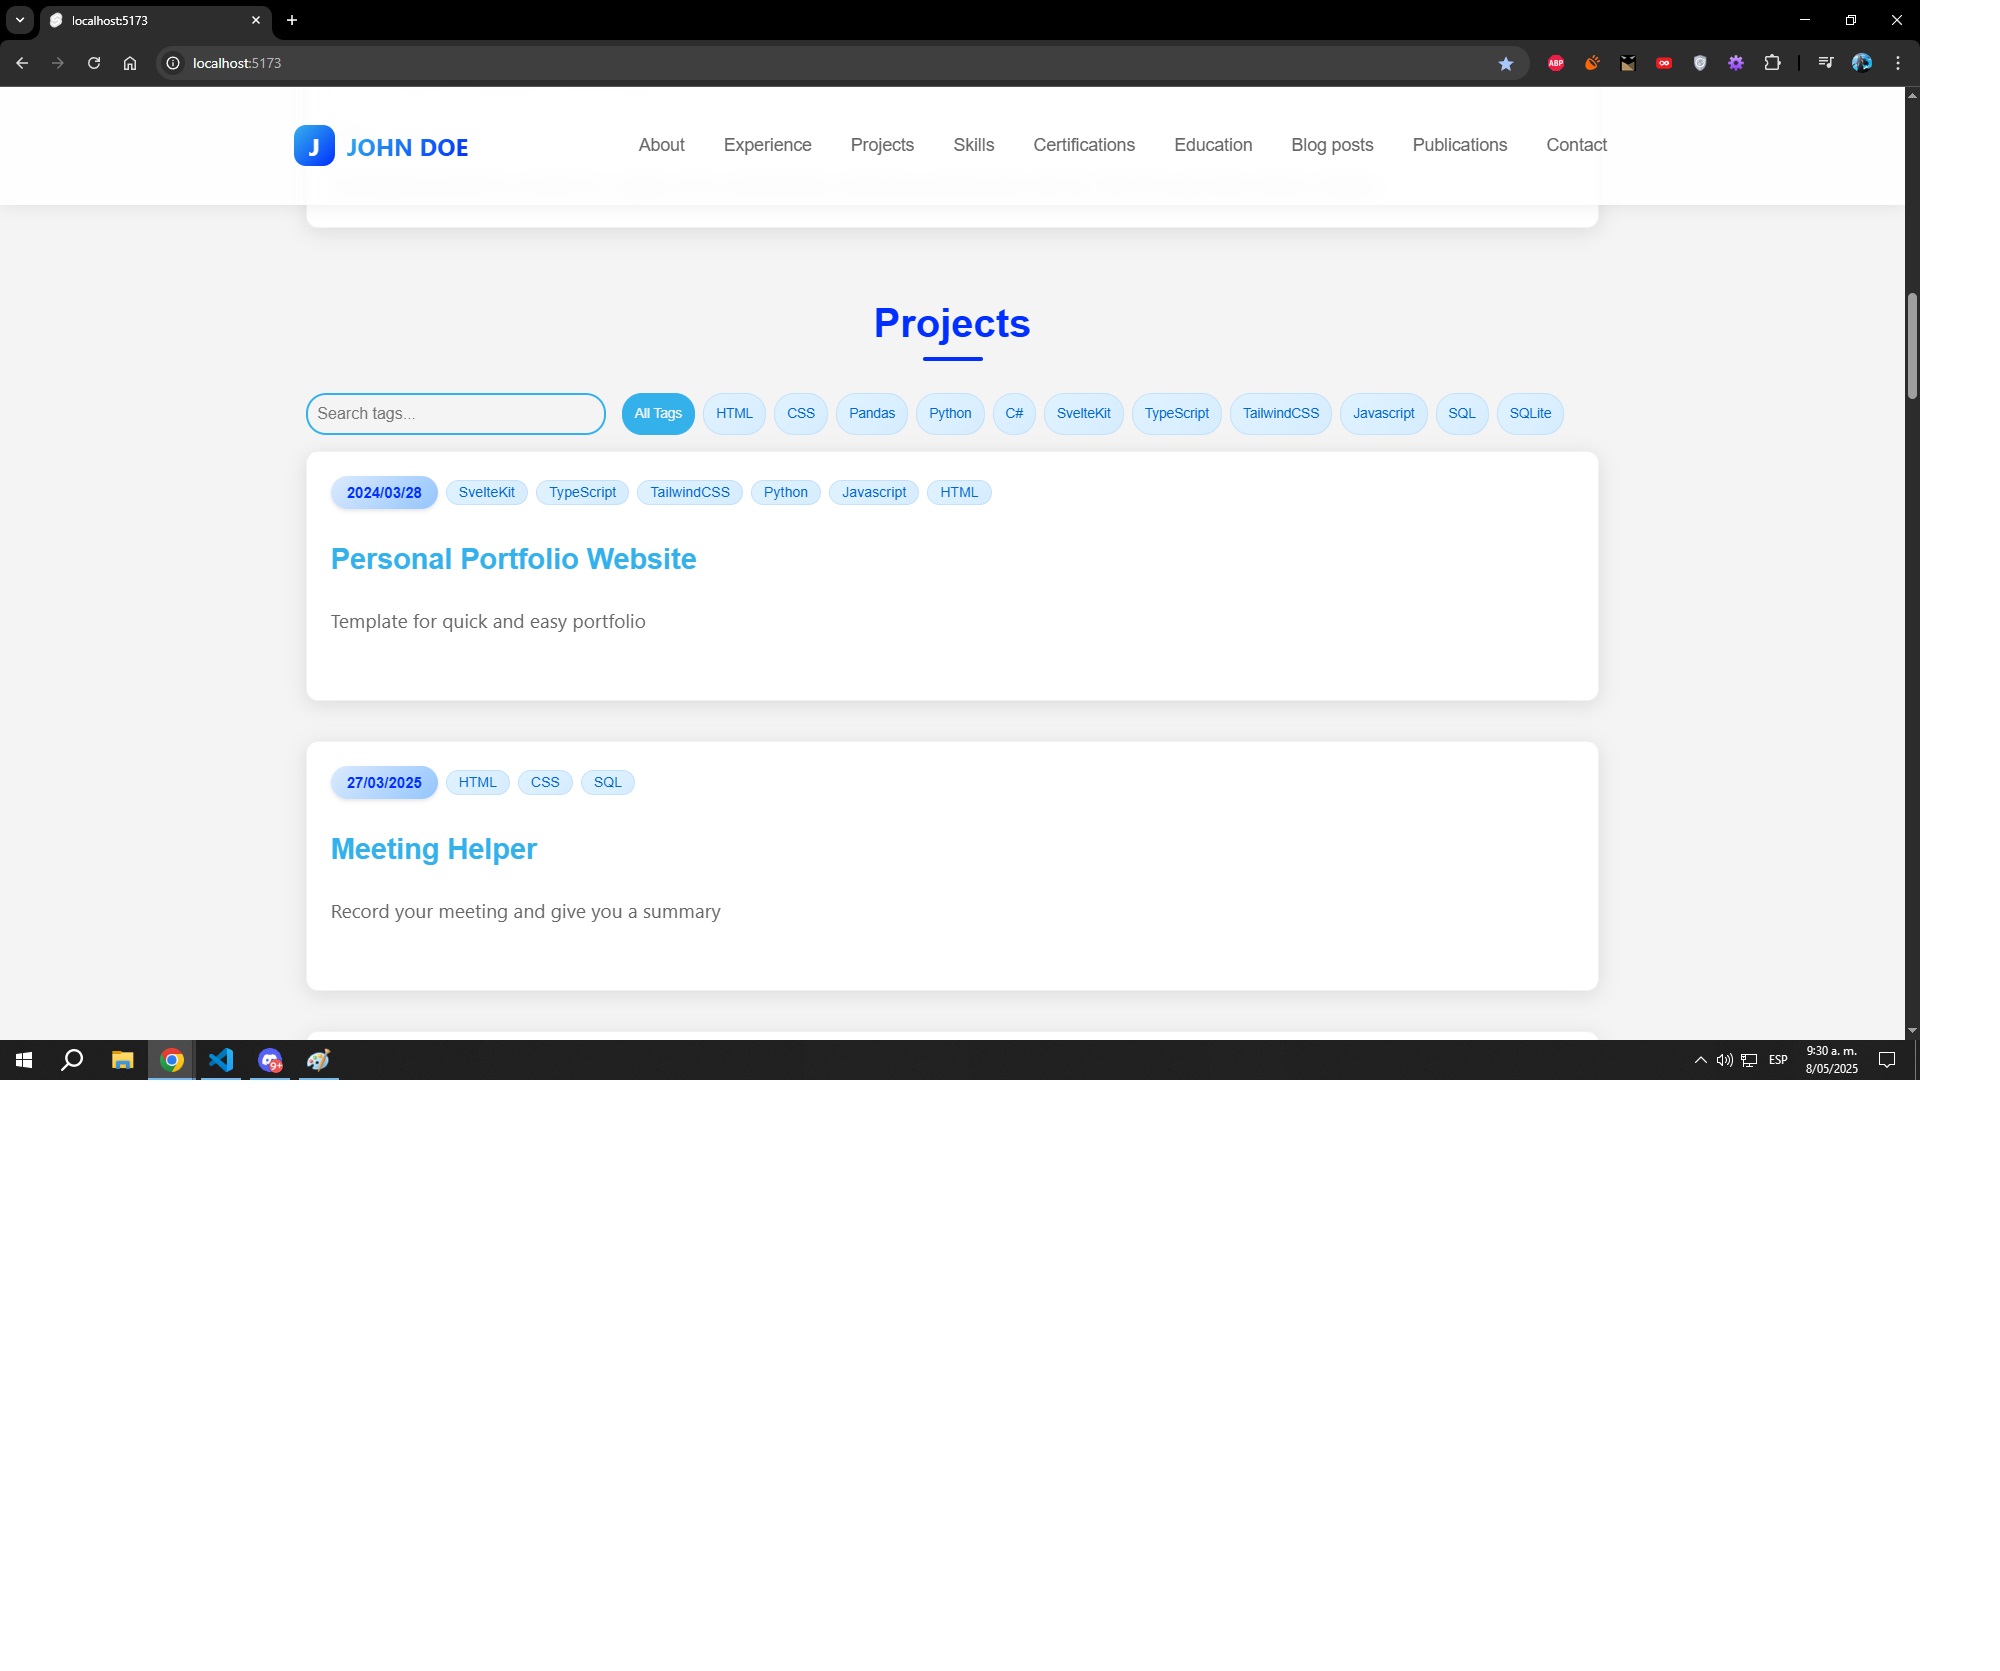 localhost:5173
localhost:5173
ABP
J JOHN DOE About Experience Projects Skills Certifications Education Blog posts Publications Contact
Projects
Search tags... All Tags HTML CSS Pandas Python C# SvelteKit TypeScript TailwindCSS Javascript SQL SQLite
2024/03/28 SvelteKit TypeScript TailwindCSS Python Javascript HTML
Personal Portfolio Website
Template for quick and easy portfolio
27/03/2025 HTML CSS SQL
Meeting Helper
Record your meeting and give you a summary
9+
ESP
9:30 a. m.
8/05/2025